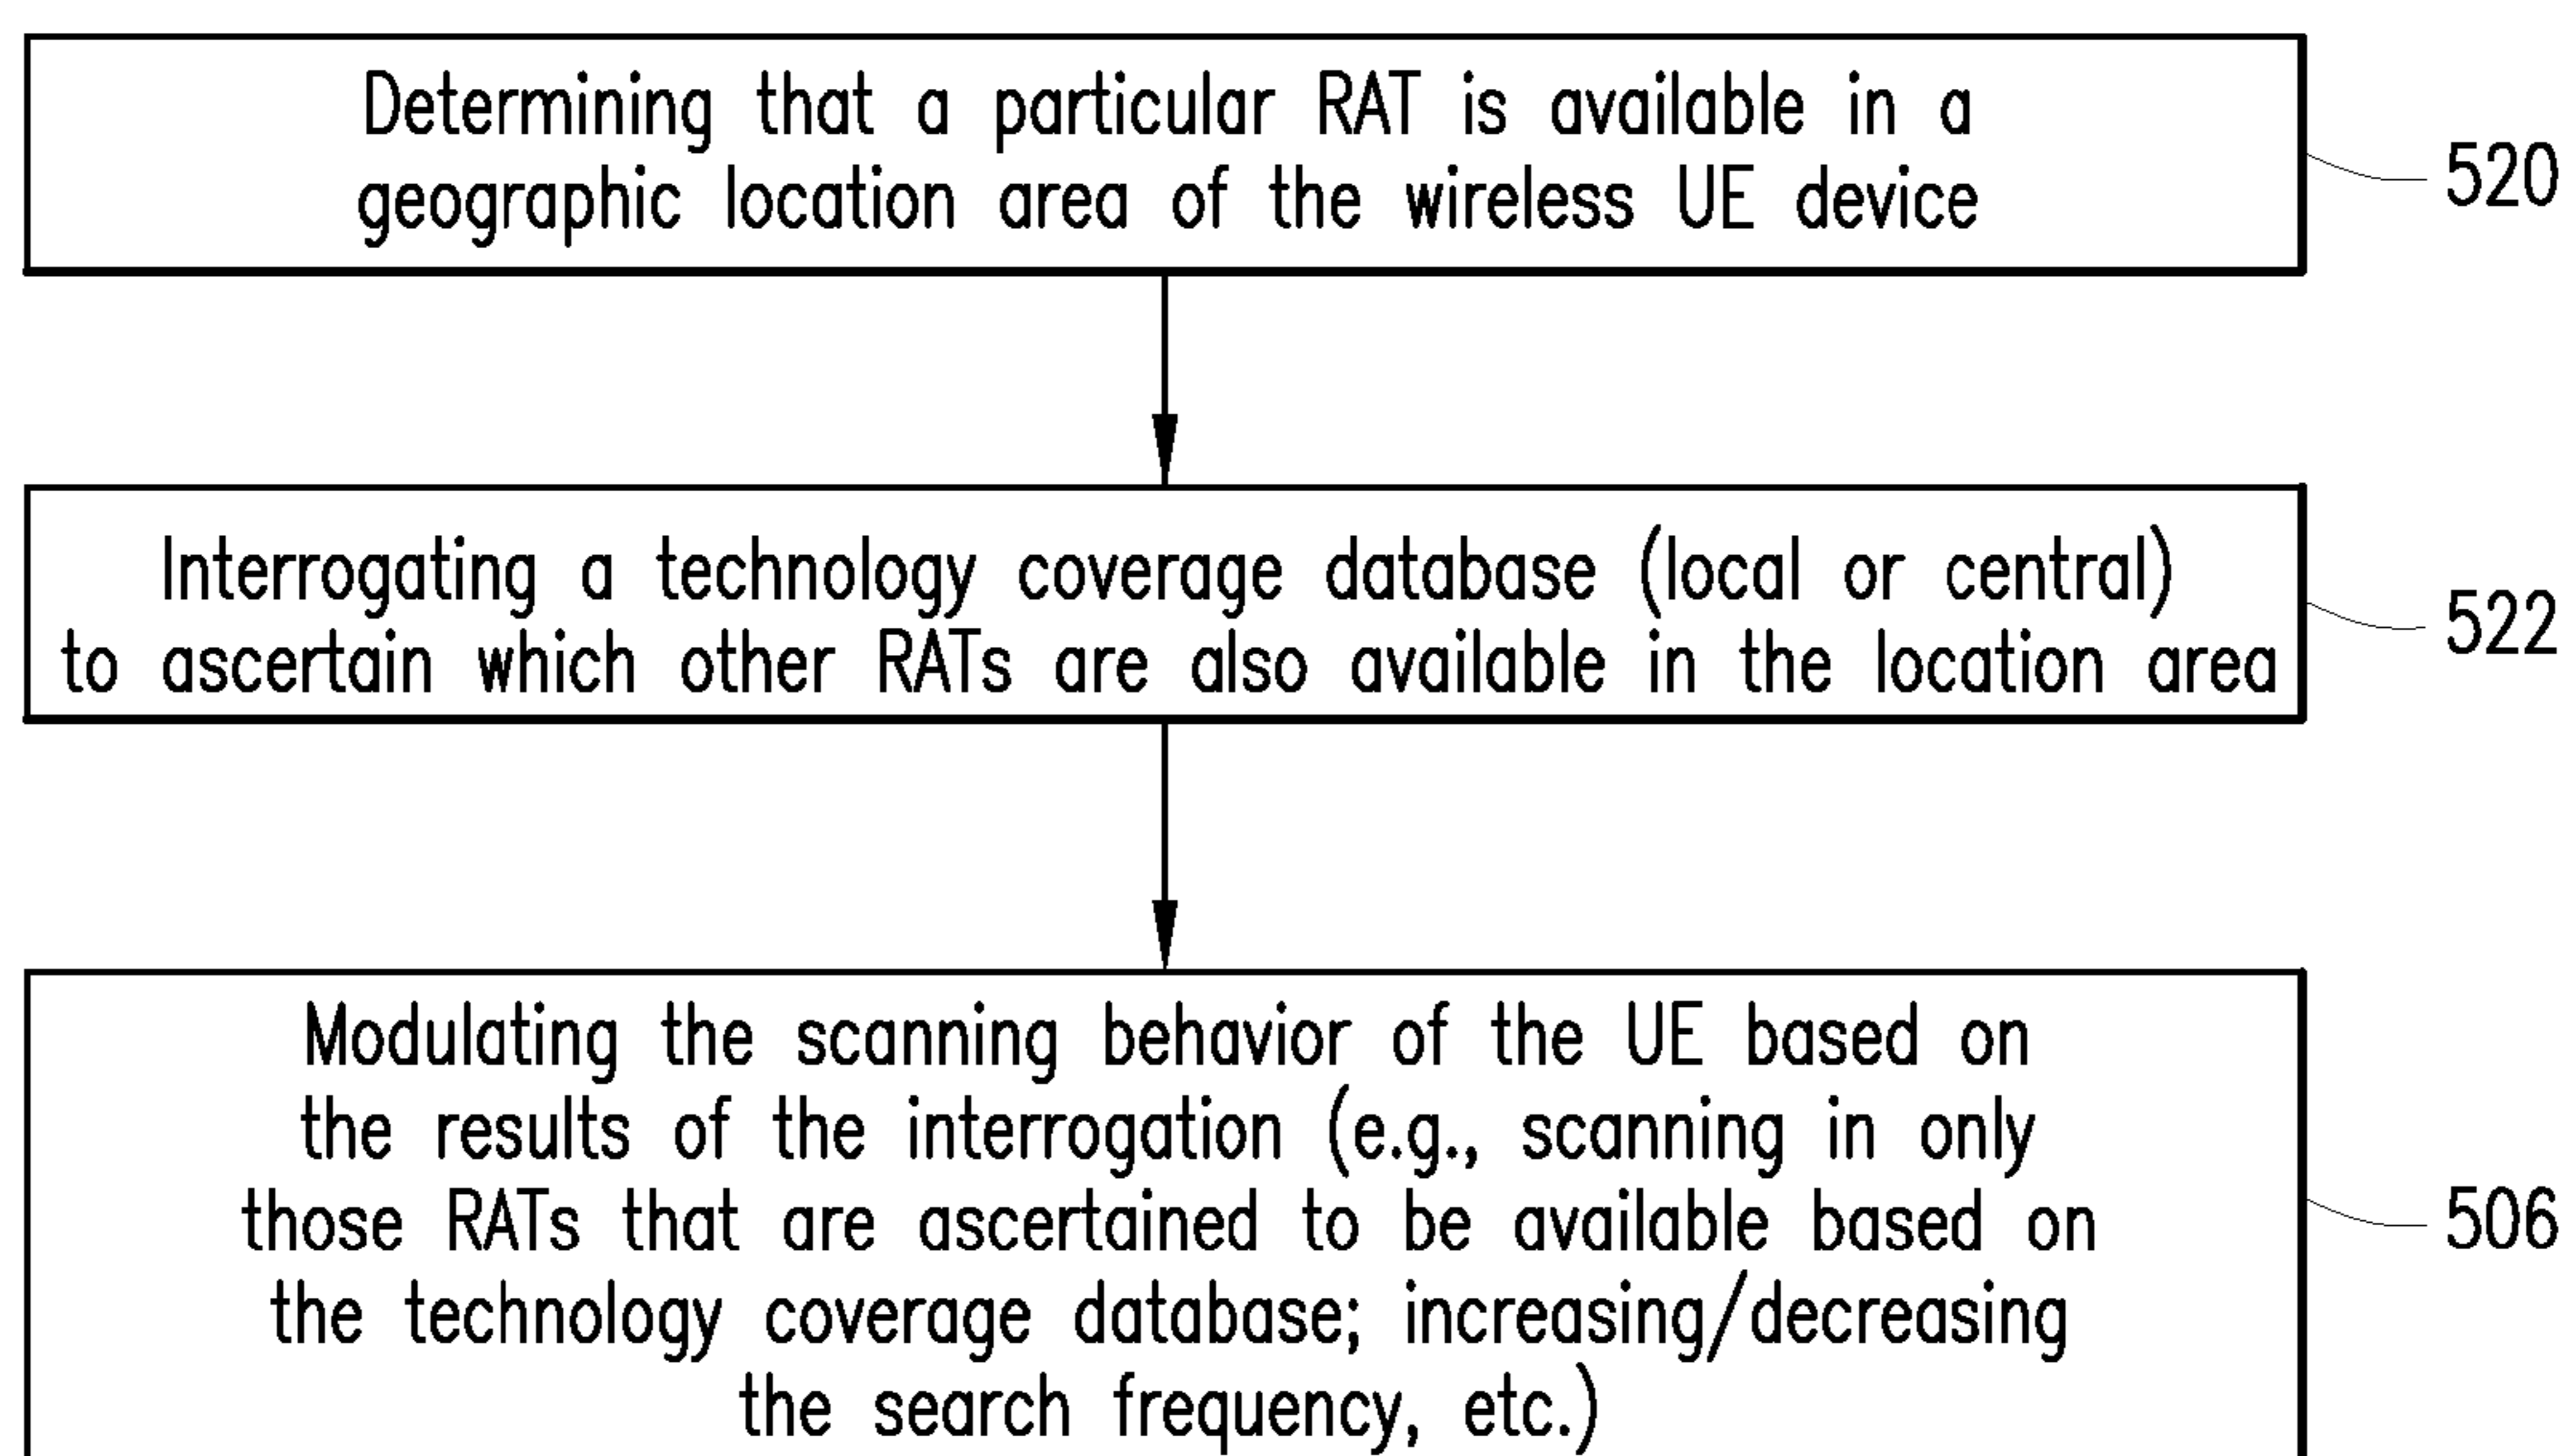 Determining that a particular RAT is available in a
geographic location area of the wireless UE device
520
Interrogating a technology coverage database (local or central)
to ascertain which other RATs are also available in the location area
522
Modulating the scanning behavior of the UE based on
the results of the interrogation (e.g., scanning in only
those RATs that are ascertained to be available based on
the technology coverage database; increasing/decreasing
the search frequency, etc.)
506